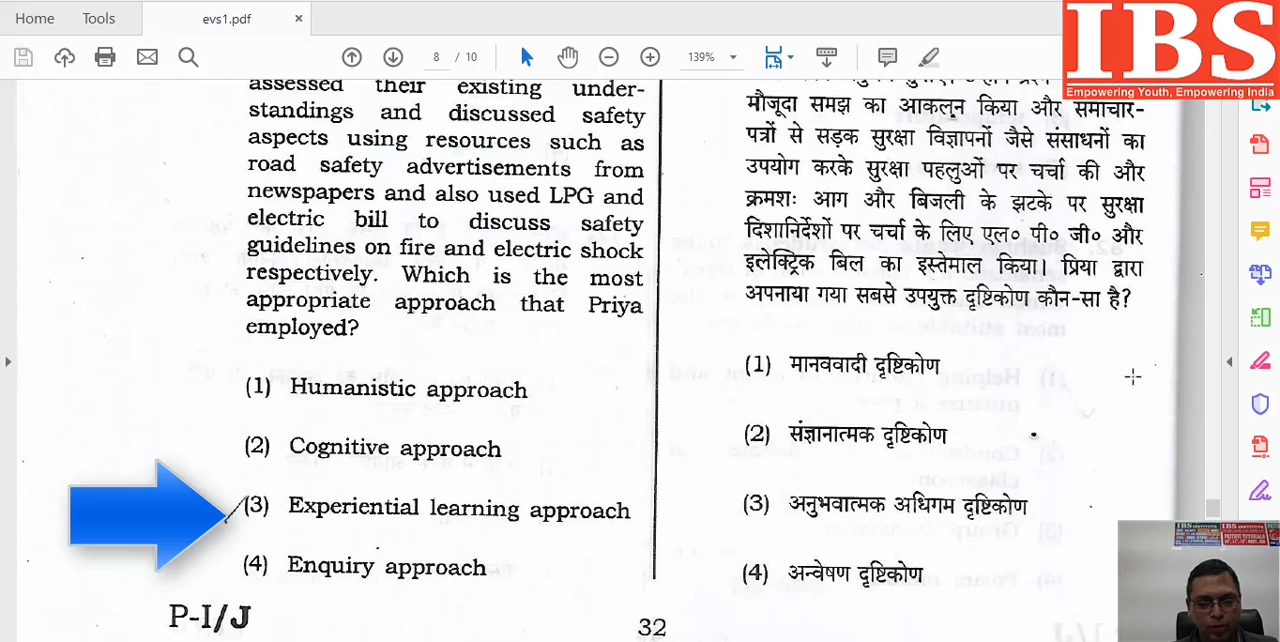 Home Tools evs1.pdf ×
8 / 10 139%
IBS
Empowering Youth, Empowering India
assessed their existing under-
standings and discussed safety
aspects using resources such as
road safety advertisements from
newspapers and also used LPG and
electric bill to discuss safety
guidelines on fire and electric shock
respectively. Which is the most
appropriate approach that Priya
employed?
(1) Humanistic approach
(2) Cognitive approach
(3) Experiential learning approach
(4) Enquiry approach
मौजूदा समझ का आकलन किया और समाचार-
पत्रों से सड़क सुरक्षा विज्ञापनों जैसे संसाधनों का
उपयोग करके सुरक्षा पहलुओं पर चर्चा की और
क्रमशः आग और बिजली के झटके पर सुरक्षा
दिशानिर्देशों पर चर्चा के लिए एल० पी० जी० और
इलेक्ट्रिक बिल का इस्तेमाल किया। प्रिया द्वारा
अपनाया गया सबसे उपयुक्त दृष्टिकोण कौन-सा है?
(1) मानववादी दृष्टिकोण
(2) संज्ञानात्मक दृष्टिकोण
(3) अनुभवात्मक अधिगम दृष्टिकोण
(4) अन्वेषण दृष्टिकोण
P-I/J
32